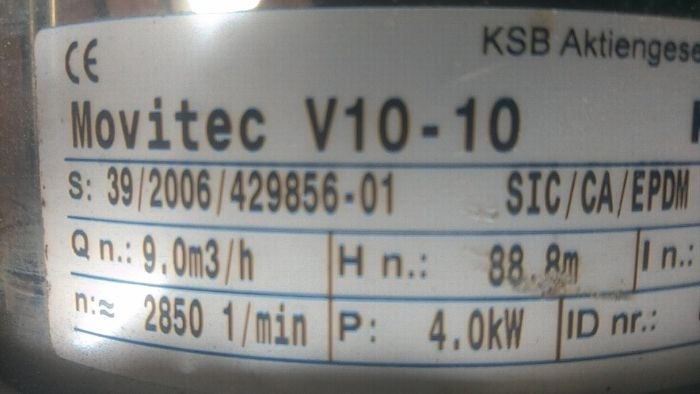 CE KSB Aktiengese
Movitec V10-10
S: 39/2006/429856-01 SIC/CA/EPDM
Q n.: 9.0m3/h H n.: 88.8m I n.:
n:≈ 2850 1/min P: 4.0kW ID nr.: